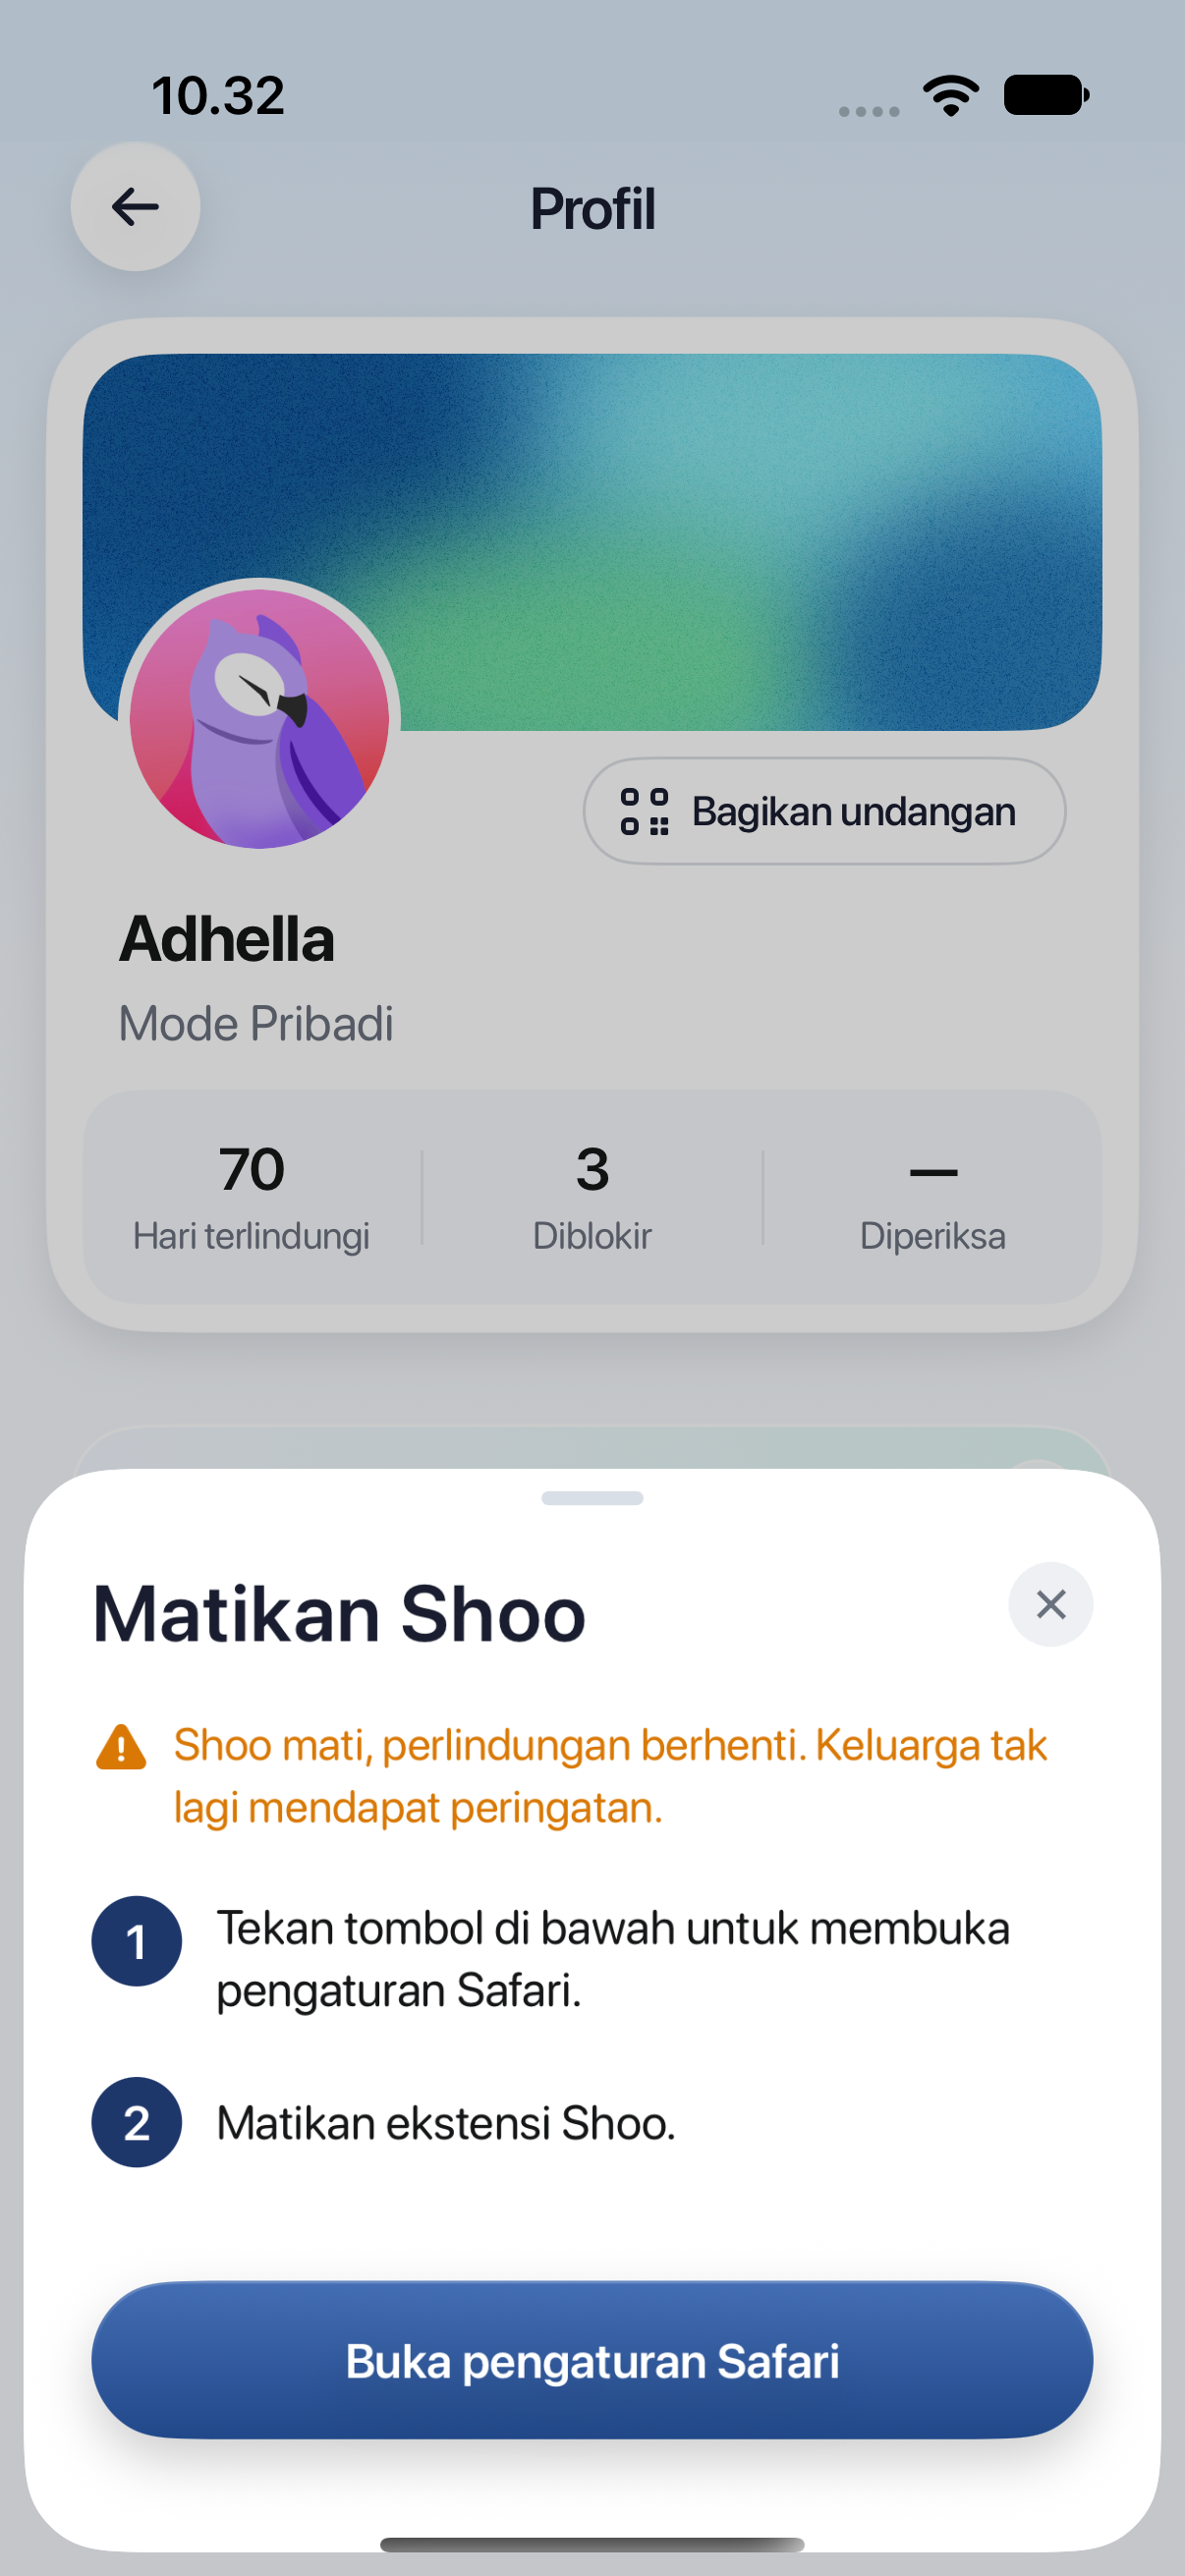 10.32
Profil
Bagikan undangan
Adhella
Mode Pribadi
70
Hari terlindungi
3
Diblokir
—
Diperiksa
Matikan Shoo
Shoo mati, perlindungan berhenti. Keluarga tak
lagi mendapat peringatan.
1
Tekan tombol di bawah untuk membuka
pengaturan Safari.
2
Matikan ekstensi Shoo.
Buka pengaturan Safari